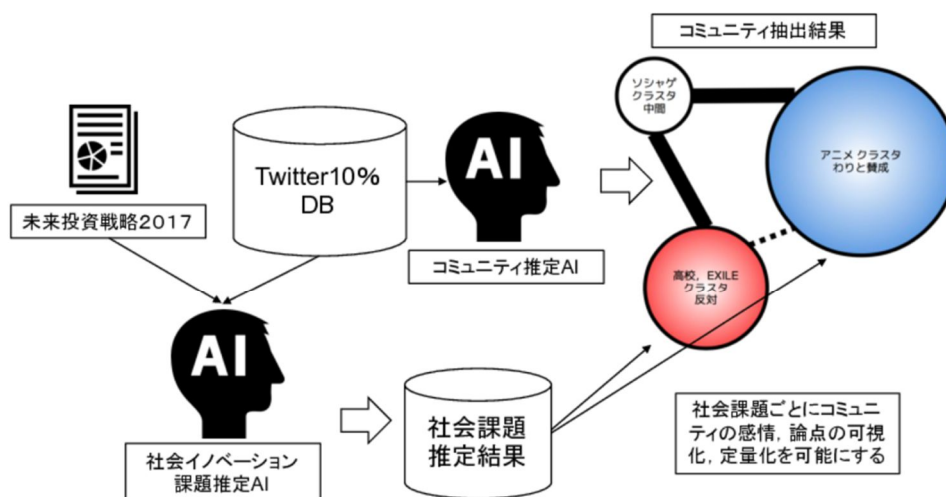 コミュニティ抽出結果
ソシャゲ
クラスタ
中間
アニメ クラスタ
わりと賛成
Twitter10%
DB
AI
未来投資戦略2017
コミュニティ推定AI
高校, EXILE
クラスタ
反対
AI
社会課題
推定結果
社会課題ごとにコミュニ
ティの感情, 論点の可視
化, 定量化を可能にする
社会イノベーション
課題推定AI